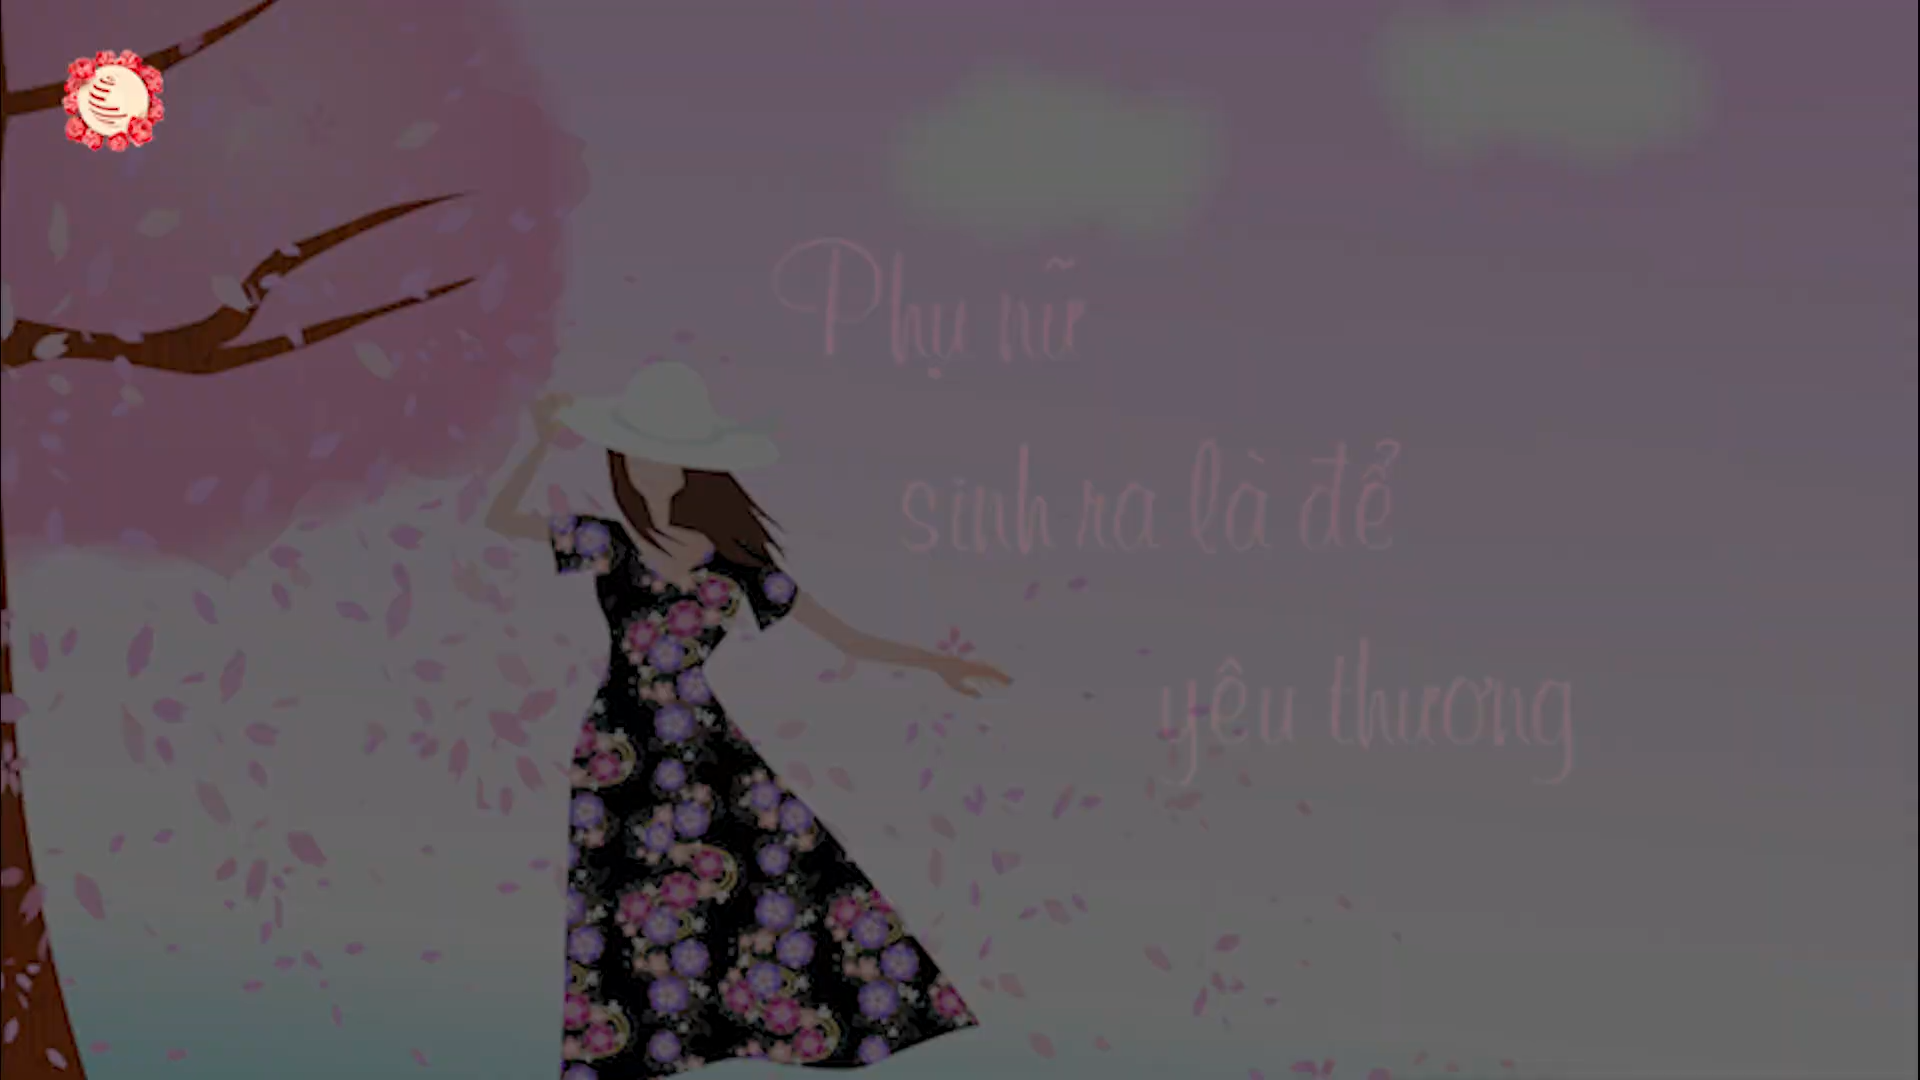 Phụ nữ
sinh ra là để
yêu thương